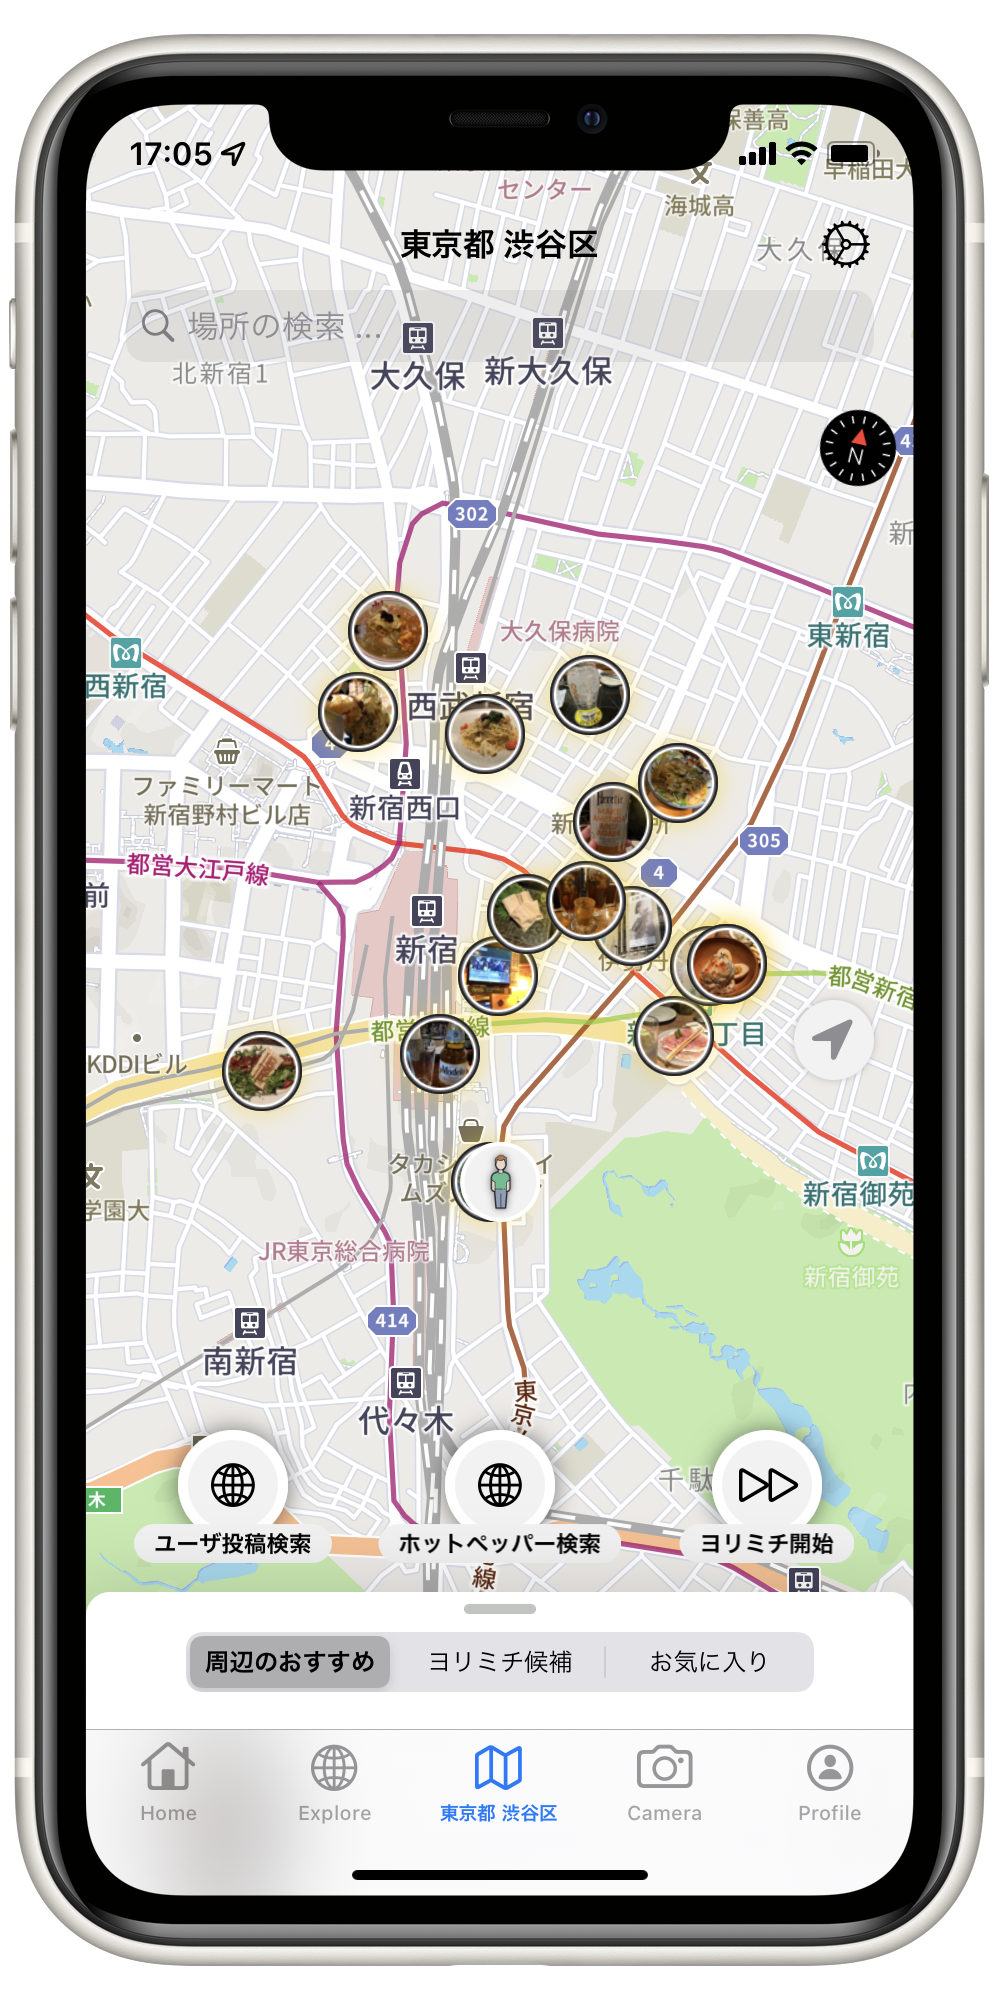 保善高
17:05
早稲田大
センター
海城高
東京都 渋谷区
大久保
場所の検索 ...
北新宿1
大久保
新大久保
N
302
大久保病院
東新宿
西新宿
西武新宿
4
ファミリーマート
新宿野村ビル店
新宿西口
305
都営大江戸線
4
前
新宿
伊勢丹
都営新宿
都営
線
丁目
KDDIビル
タカシ
イ
ムズ
学園大
新宿御苑
JR東京総合病院
新宿御苑
414
南新宿
代々木
東京
千駄
木
ユーザ投稿検索
ホットペッパー検索
ヨリミチ開始
線
周辺のおすすめ
ヨリミチ候補
お気に入り
Home
Explore
東京都 渋谷区
Camera
Profile